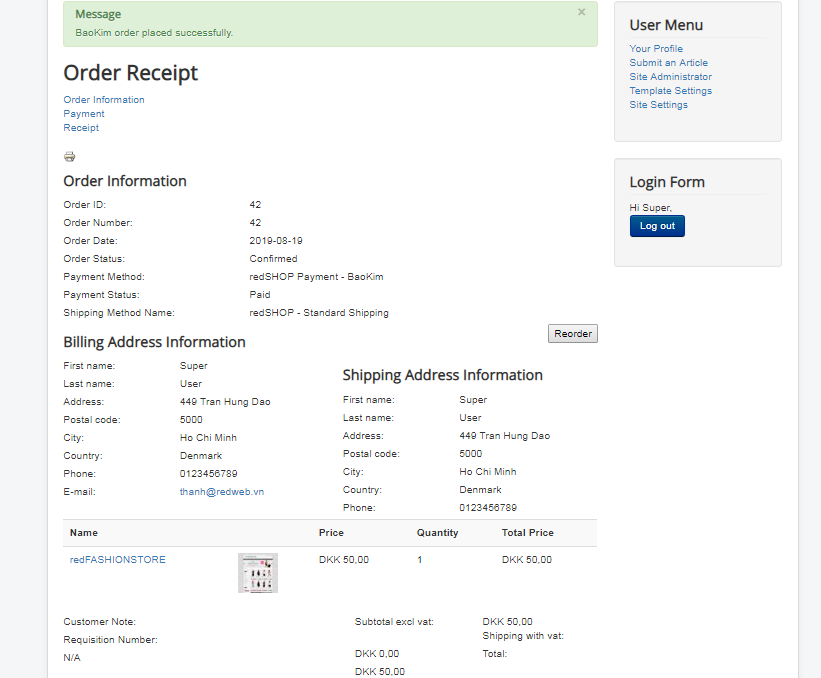 Message
×
BaoKim order placed successfully.
Order Receipt
Order Information
Payment
Receipt
Order Information
Order ID: 42
Order Number: 42
Order Date: 2019-08-19
Order Status: Confirmed
Payment Method: redSHOP Payment - BaoKim
Payment Status: Paid
Shipping Method Name: redSHOP - Standard Shipping
Reorder
Billing Address Information
First name: Super
Last name: User
Address: 449 Tran Hung Dao
Postal code: 5000
City: Ho Chi Minh
Country: Denmark
Phone: 0123456789
E-mail: thanh@redweb.vn
Shipping Address Information
First name: Super
Last name: User
Address: 449 Tran Hung Dao
Postal code: 5000
City: Ho Chi Minh
Country: Denmark
Phone: 0123456789
Name Price Quantity Total Price
redFASHIONSTORE DKK 50,00 1 DKK 50,00
Customer Note:
Requisition Number:
N/A
Subtotal excl vat: DKK 50,00
Shipping with vat:
DKK 0,00 Total:
DKK 50,00
User Menu
Your Profile
Submit an Article
Site Administrator
Template Settings
Site Settings
Login Form
Hi Super,
Log out